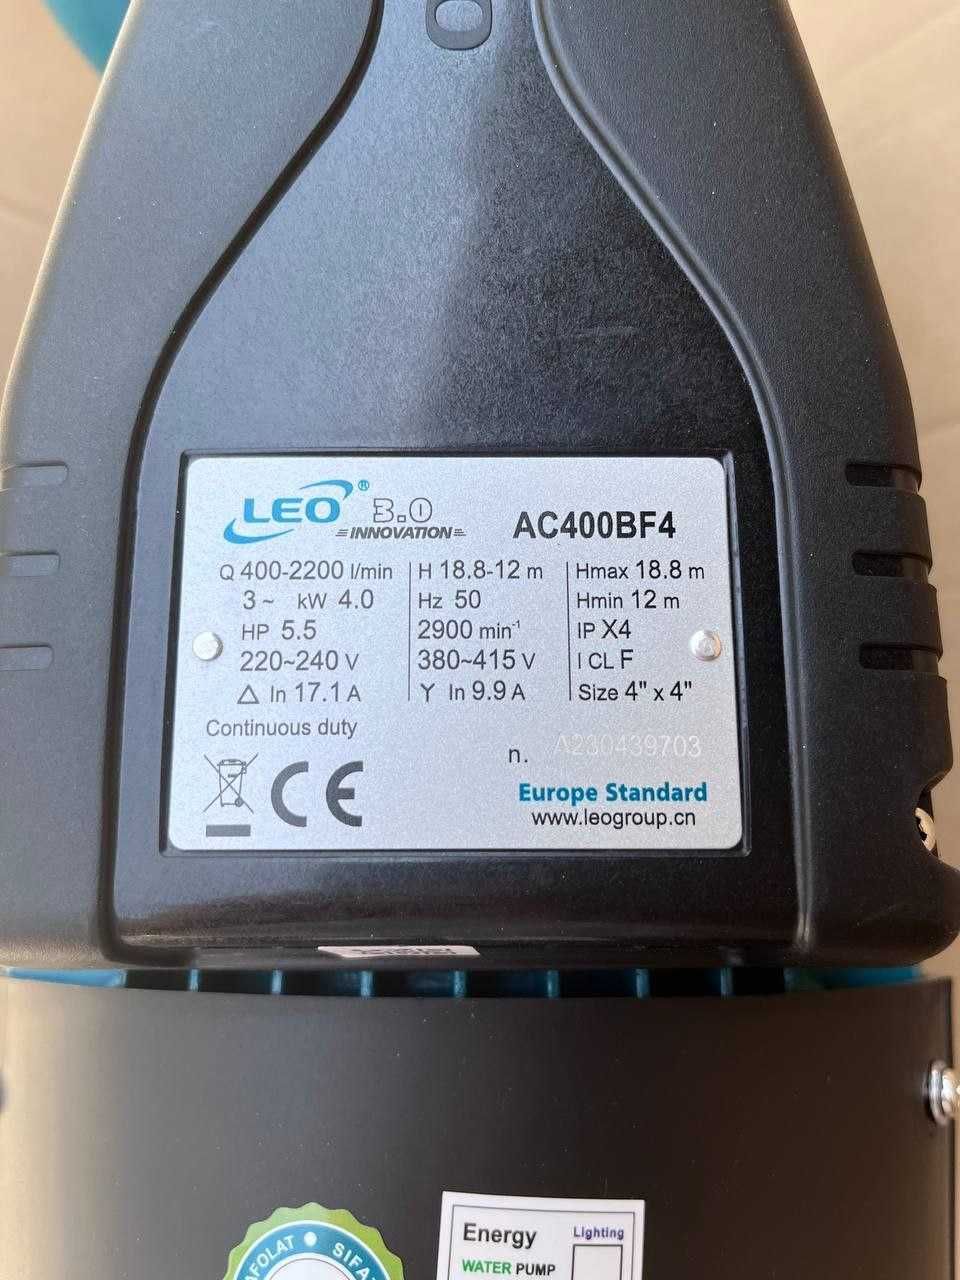 LEO® 3.0 INNOVATION AC400BF4
Q 400-2200 l/min H 18.8-12 m Hmax 18.8 m
3~ kW 4.0 Hz 50 Hmin 12 m
HP 5.5 2900 min⁻¹ IP X4
220~240 V 380~415 V I CL F
△ In 17.1 A Y In 9.9 A Size 4" x 4"
Continuous duty
n. A230439703
CE
Europe Standard
www.leogroup.cn
Energy Lighting
WATER PUMP